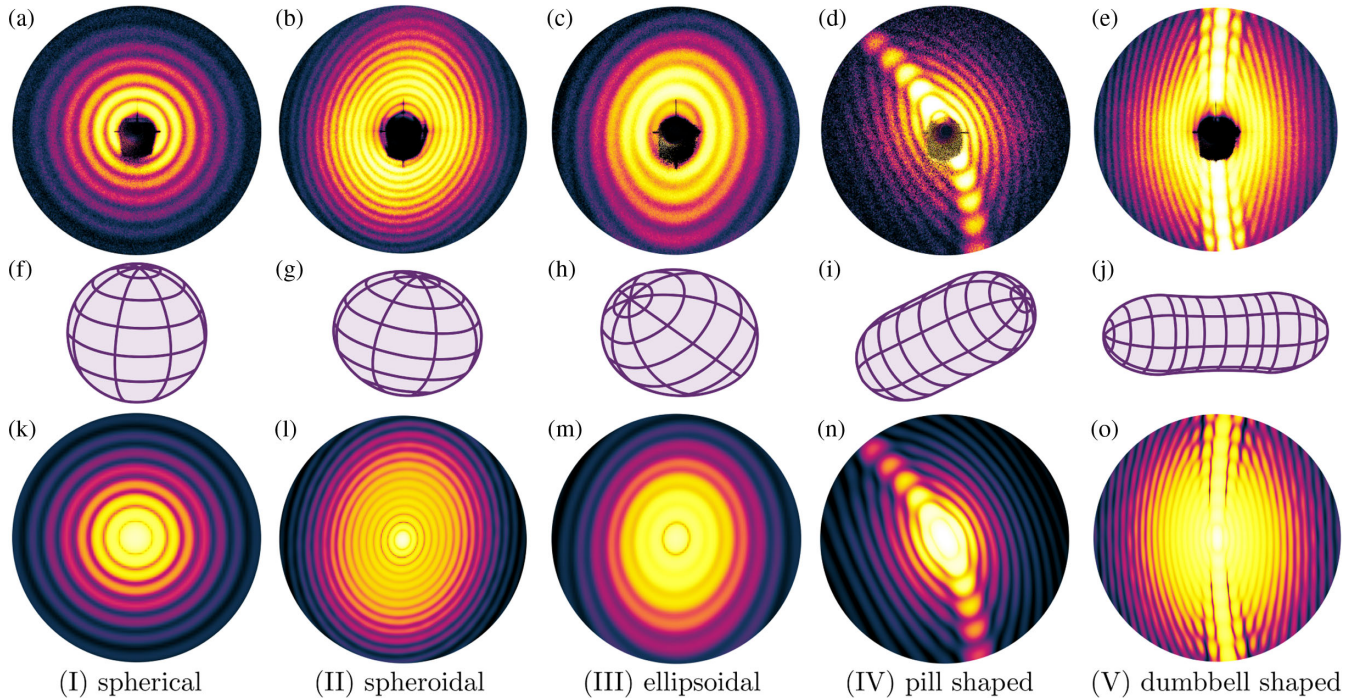 (a) (b) (c) (d) (e)
(f) (g) (h) (i) (j)
(k) (l) (m) (n) (o)
(I) spherical (II) spheroidal (III) ellipsoidal (IV) pill shaped (V) dumbbell shaped